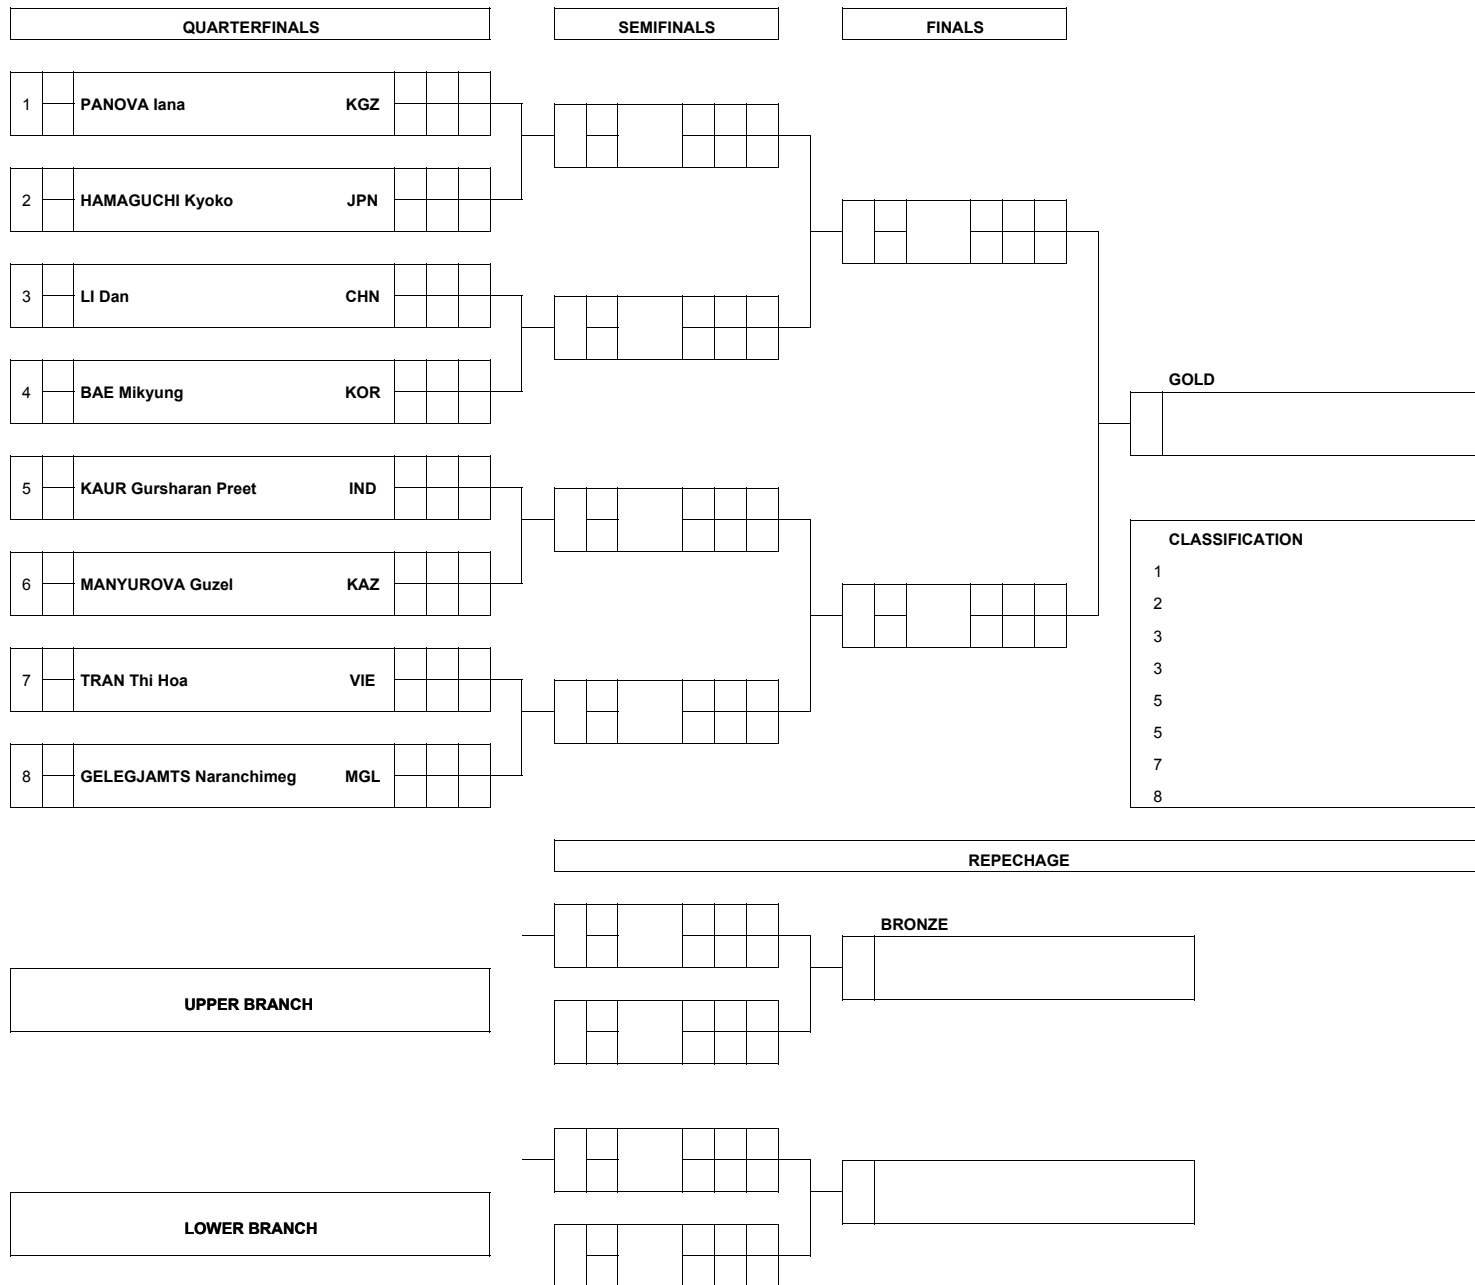 QUARTERFINALS SEMIFINALS FINALS
1 PANOVA Iana KGZ
2 HAMAGUCHI Kyoko JPN
3 LI Dan CHN
4 BAE Mikyung KOR
GOLD
5 KAUR Gursharan Preet IND
CLASSIFICATION
1
6 MANYUROVA Guzel KAZ
2
3
3
7 TRAN Thi Hoa VIE
5
5
7
8 GELEGJAMTS Naranchimeg MGL
8
REPECHAGE
BRONZE
UPPER BRANCH
LOWER BRANCH